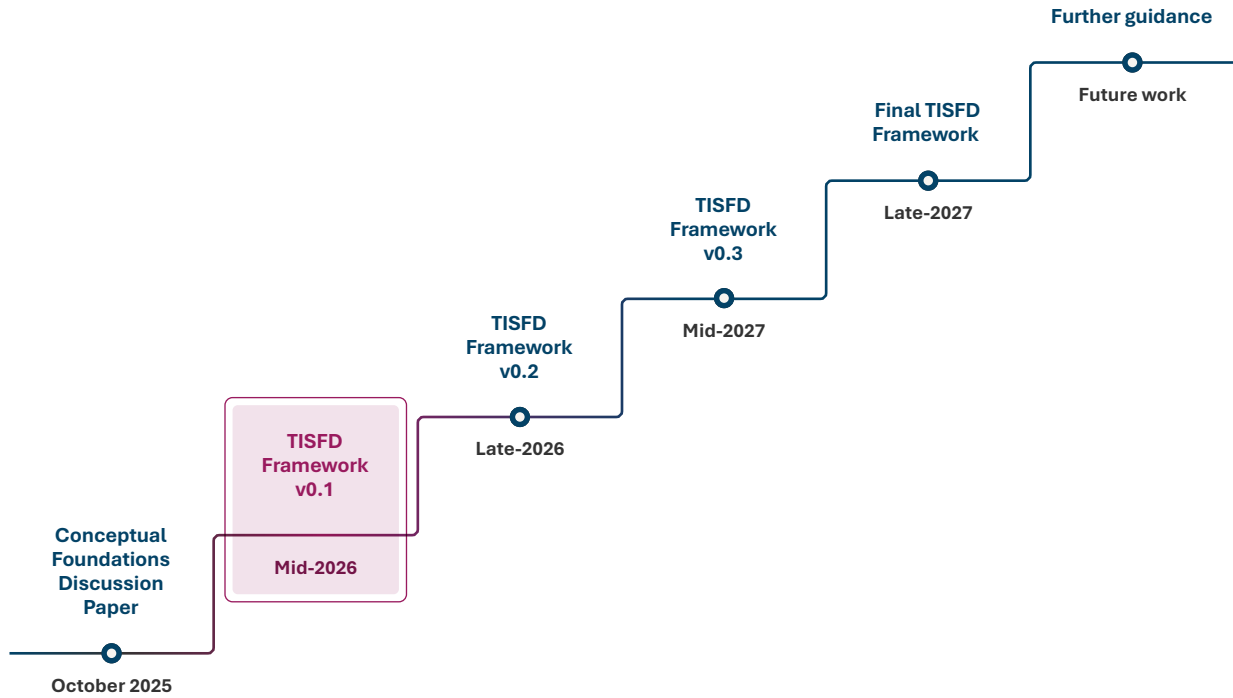 Conceptual
Foundations
Discussion
Paper
October 2025
TISFD
Framework
v0.1
Mid-2026
TISFD
Framework
v0.2
Late-2026
TISFD
Framework
v0.3
Mid-2027
Final TISFD
Framework
Late-2027
Further guidance
Future work